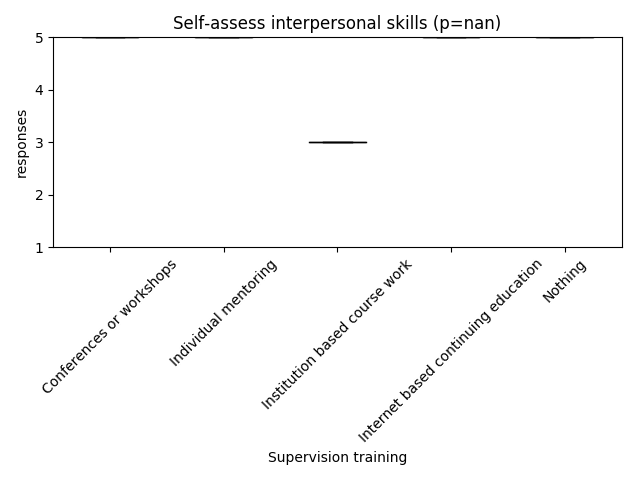 Self-assess interpersonal skills (p=nan)
responses
5
4
3
2
1
Conferences or workshops
Individual mentoring
Institution based course work
Internet based continuing education
Nothing
Supervision training